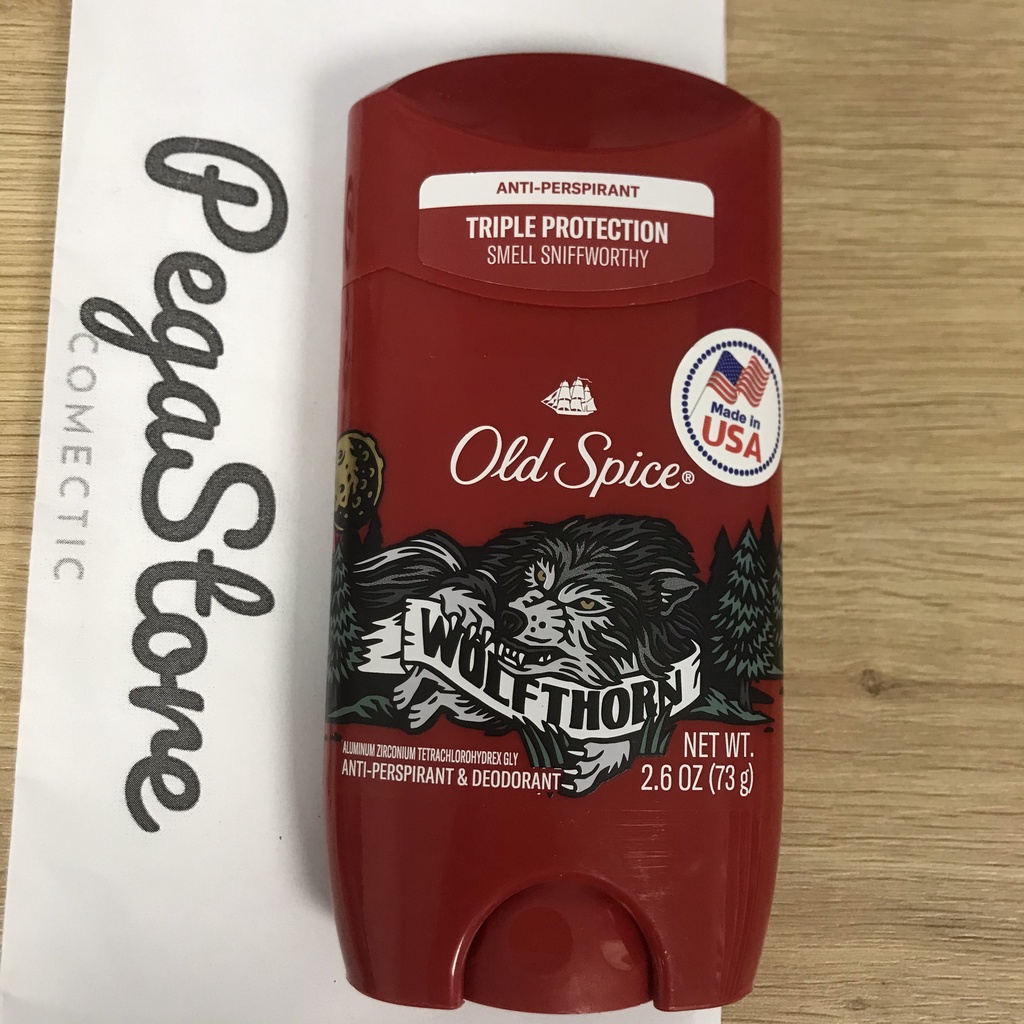 PegaStore
COMECTIC
ANTI-PERSPIRANT
TRIPLE PROTECTION
SMELL SNIFFWORTHY
Made in
USA
Old Spice®
WOLFTHORN
ALUMINUM ZIRCONIUM TETRACHLOROHYDREX GLY
ANTI-PERSPIRANT & DEODORANT
NET WT.
2.6 OZ (73 g)